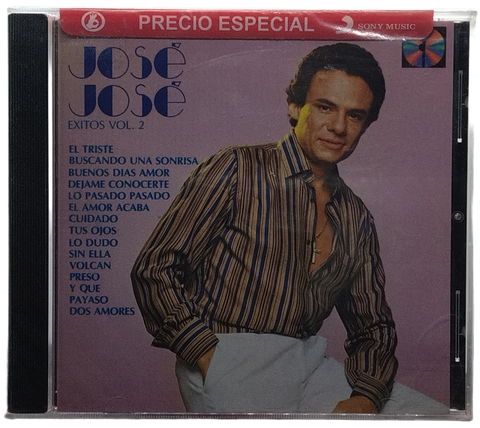 PRECIO ESPECIAL
SONY MUSIC
JOSÉ
JOSÉ
EXITOS VOL. 2
EL TRISTE
BUSCANDO UNA SONRISA
BUENOS DIAS AMOR
DEJAME CONOCERTE
LO PASADO PASADO
EL AMOR ACABA
CUIDADO
TUS OJOS
LO DUDO
SIN ELLA
VOLCAN
PRESO
Y QUE
PAYASO
DOS AMORES